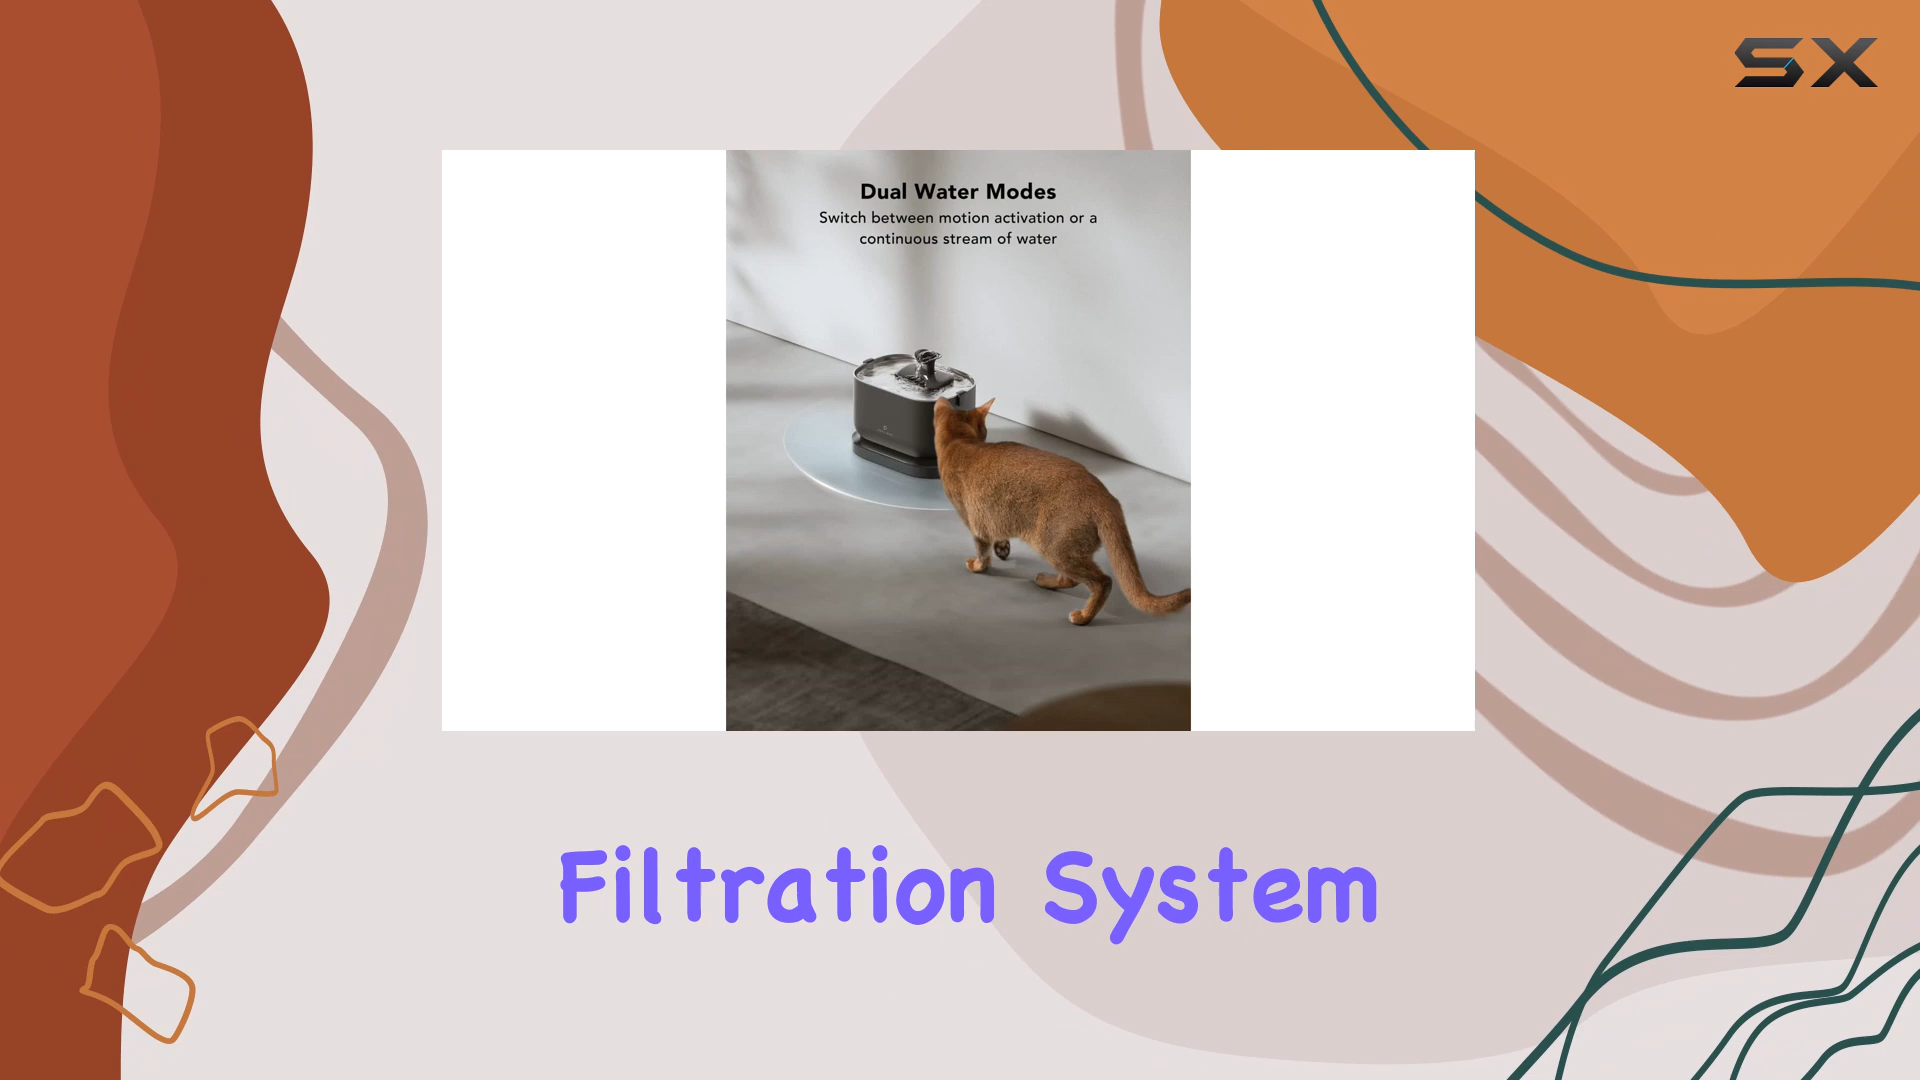 SX
Dual Water Modes
Switch between motion activation or a
continuous stream of water
Filtration System